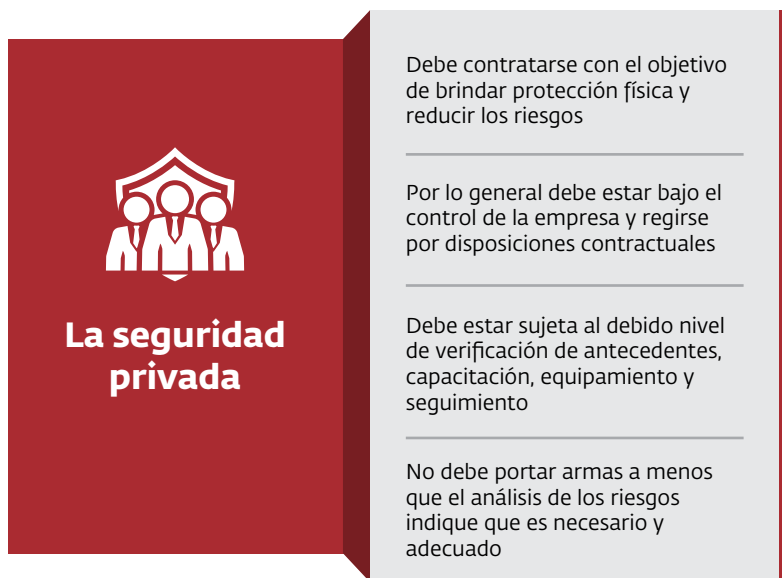 La seguridad
privada
Debe contratarse con el objetivo
de brindar protección física y
reducir los riesgos
Por lo general debe estar bajo el
control de la empresa y regirse
por disposiciones contractuales
Debe estar sujeta al debido nivel
de verificación de antecedentes,
capacitación, equipamiento y
seguimiento
No debe portar armas a menos
que el análisis de los riesgos
indique que es necesario y
adecuado